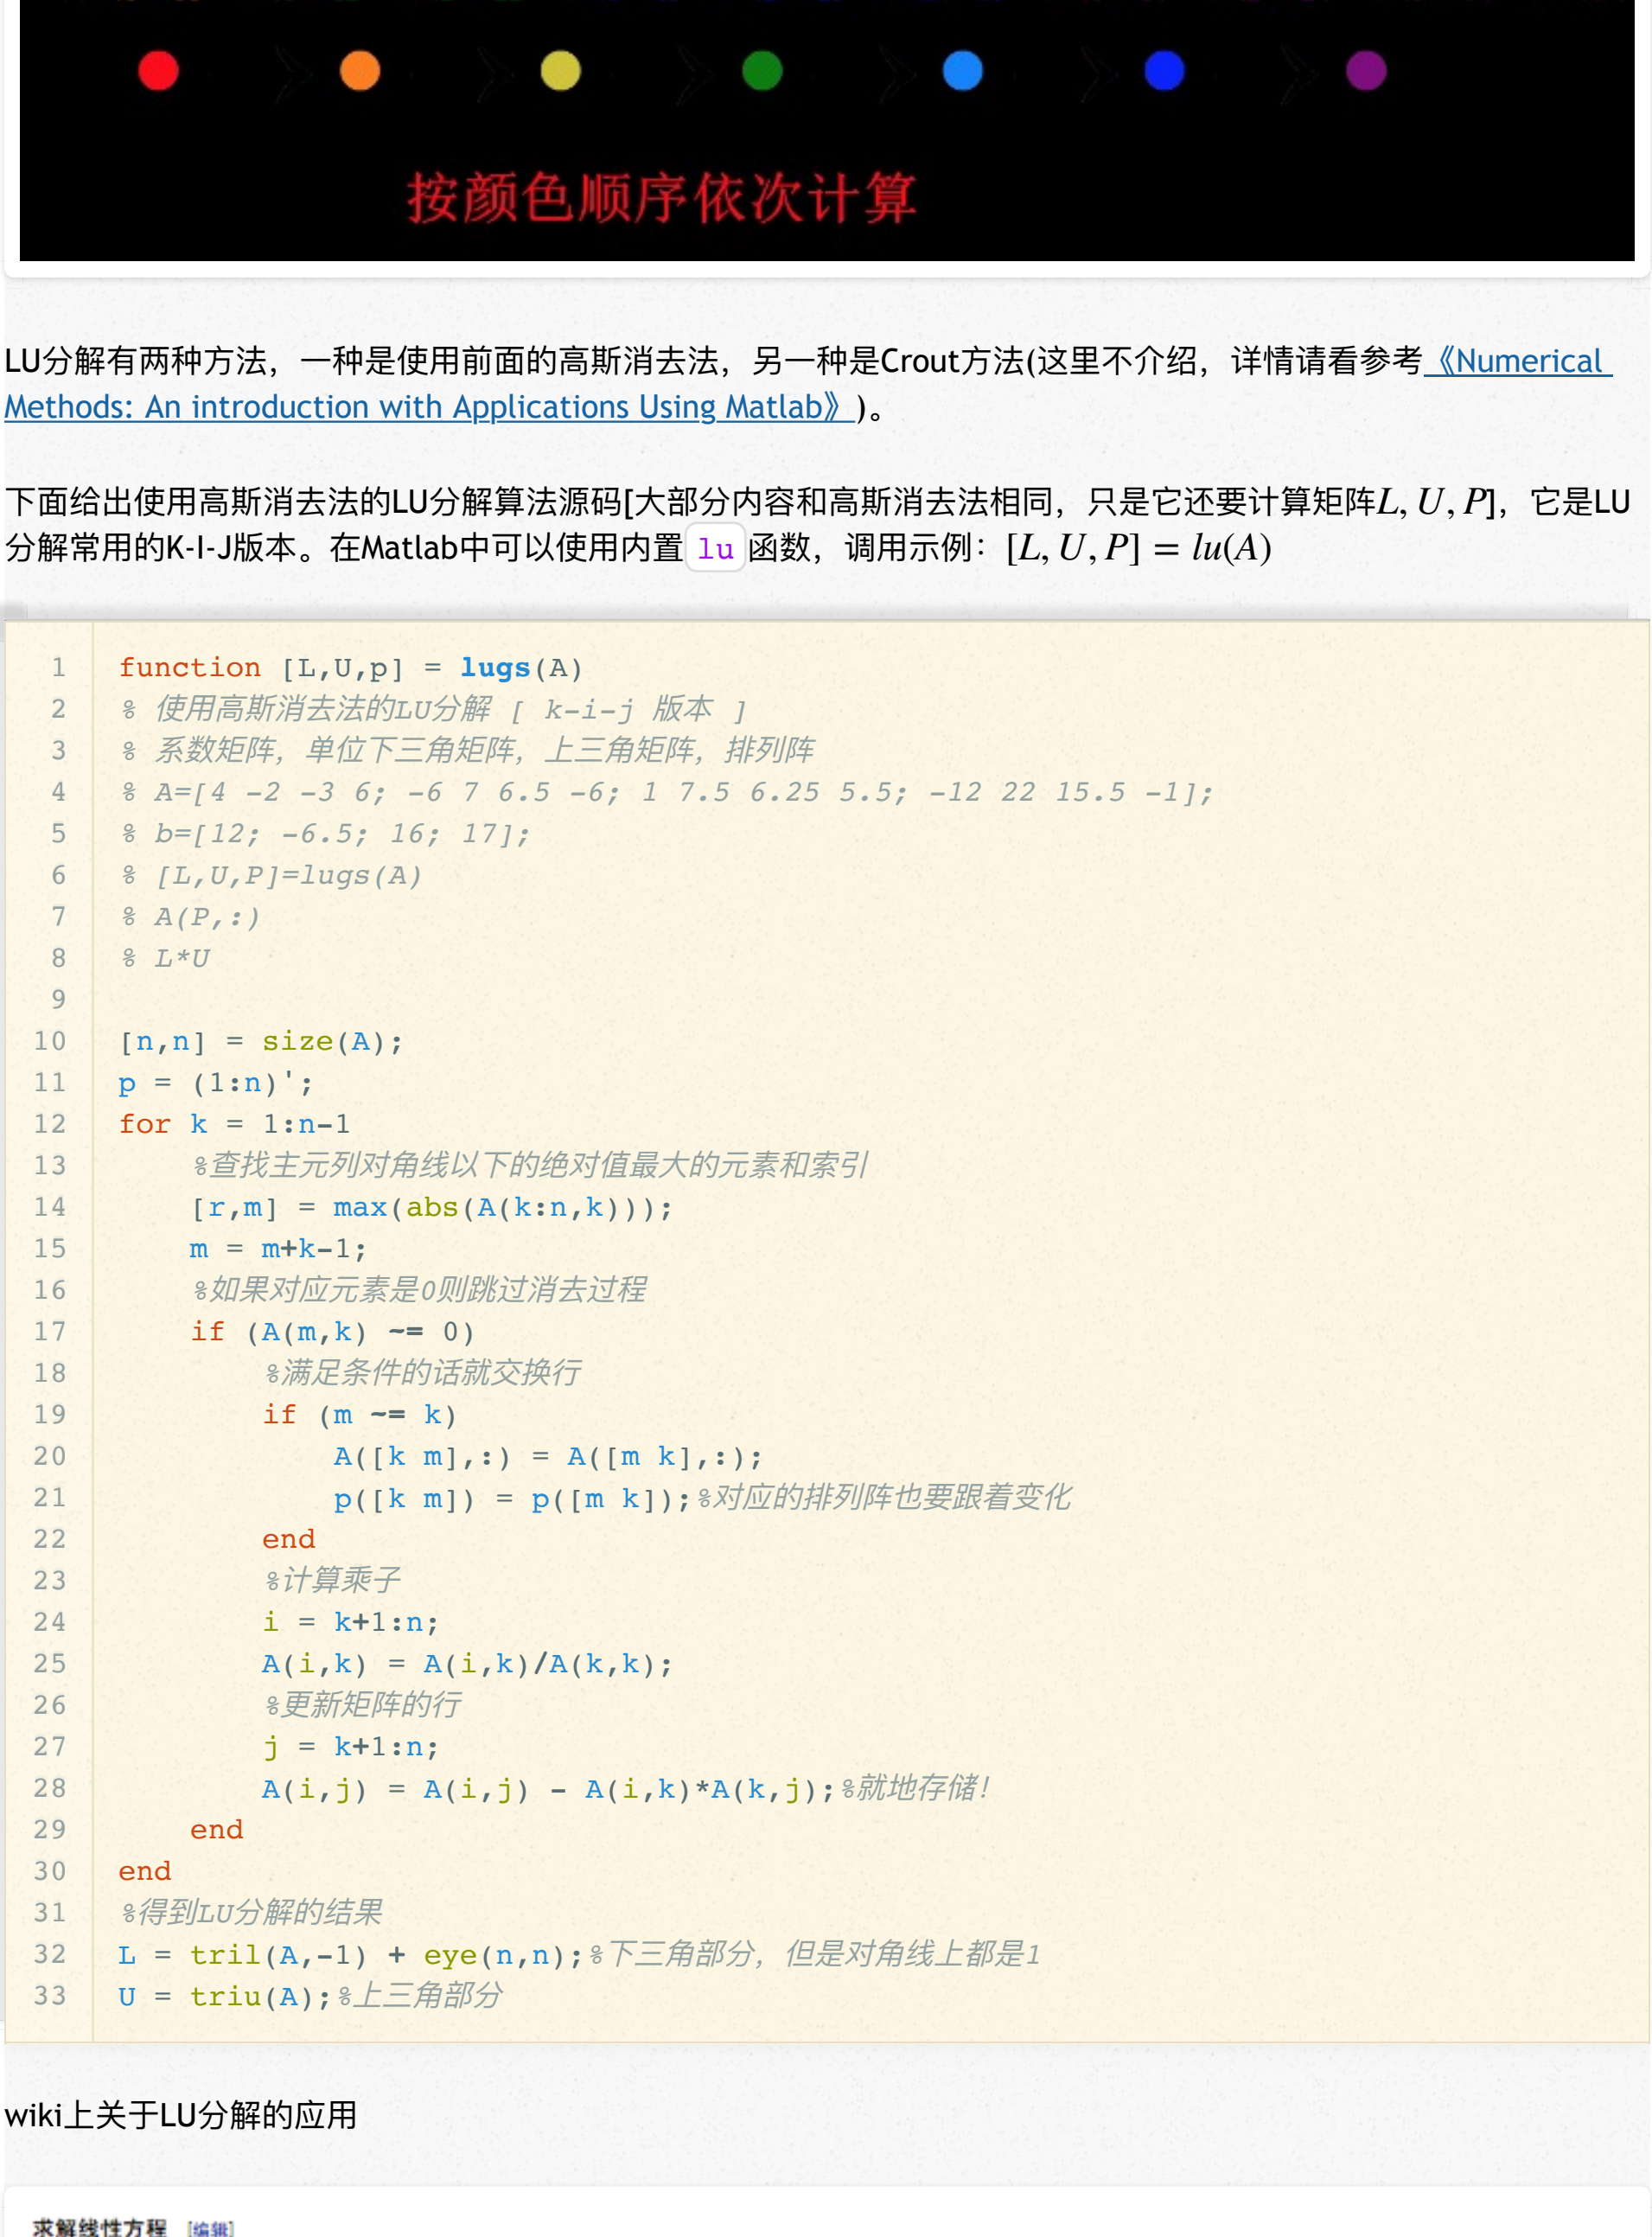 按颜色顺序依次计算
LU分解有两种方法，一种是使用前面的高斯消去法，另一种是Crout方法(这里不介绍，详情请看参考《Numerical
Methods: An introduction with Applications Using Matlab》)。
下面给出使用高斯消去法的LU分解算法源码[大部分内容和高斯消去法相同，只是它还要计算矩阵L, U, P]，它是LU
分解常用的K-I-J版本。在Matlab中可以使用内置 lu 函数，调用示例：[L, U, P] = lu(A)
1 function [L,U,p] = lugs(A)
2 % 使用高斯消去法的LU分解 [ k-i-j 版本 ]
3 % 系数矩阵，单位下三角矩阵，上三角矩阵，排列阵
4 % A=[4 -2 -3 6; -6 7 6.5 -6; 1 7.5 6.25 5.5; -12 22 15.5 -1];
5 % b=[12; -6.5; 16; 17];
6 % [L,U,P]=lugs(A)
7 % A(P,:)
8 % L*U
9
10 [n,n] = size(A);
11 p = (1:n)';
12 for k = 1:n-1
13     %查找主元列对角线以下的绝对值最大的元素和索引
14     [r,m] = max(abs(A(k:n,k)));
15     m = m+k-1;
16     %如果对应元素是0则跳过消去过程
17     if (A(m,k) ~= 0)
18         %满足条件的话就交换行
19         if (m ~= k)
20             A([k m],:) = A([m k],:);
21             p([k m]) = p([m k]);%对应的排列阵也要跟着变化
22         end
23         %计算乘子
24         i = k+1:n;
25         A(i,k) = A(i,k)/A(k,k);
26         %更新矩阵的行
27         j = k+1:n;
28         A(i,j) = A(i,j) - A(i,k)*A(k,j);%就地存储!
29     end
30 end
31 %得到LU分解的结果
32 L = tril(A,-1) + eye(n,n);%下三角部分，但是对角线上都是1
33 U = triu(A);%上三角部分
wiki上关于LU分解的应用
求解线性方程 [编辑]